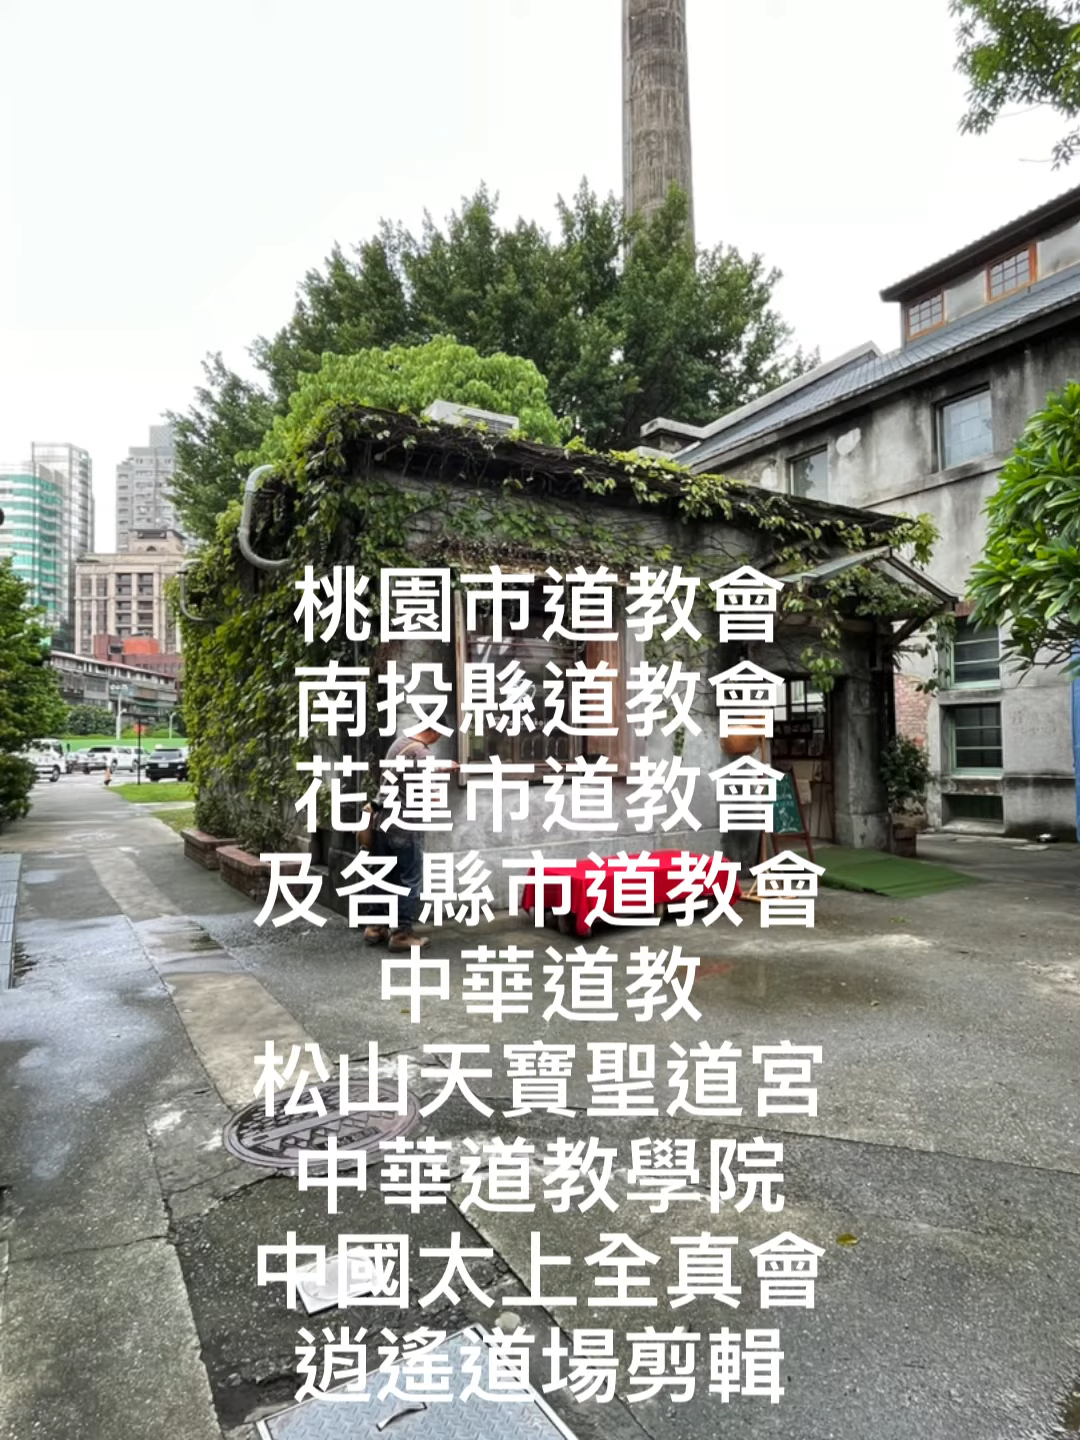 桃園市道教會
南投縣道教會
花蓮市道教會
及各縣市道教會
中華道教
松山天寶聖道宮
中華道教學院
中國太上全真會
逍遙道場剪輯